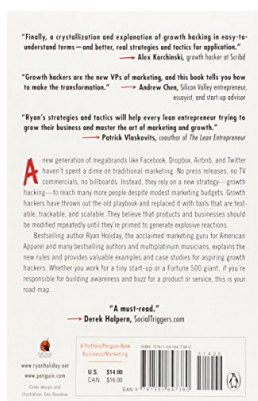 "Finally, a crystallization and explanation of growth hacking in easy-to-
understand terms—and better, real strategies and tactics for application."
Alex Korchinski, growth hacker at Scribd
"Growth hackers are the new VPs of marketing, and this book tells you how
to make the transformation." Andrew Chen, Silicon Valley entrepreneur,
essayist, and start-up advisor
"Ryan's strategies and tactics will help every lean entrepreneur trying to
grow their business and master the art of marketing and growth."
Patrick Vlaskovits, coauthor of The Lean Entrepreneur
A new generation of megabrands like Facebook, Dropbox, Airbnb, and Twitter
haven't spent a dime on traditional marketing. No press releases, no TV
commercials, no billboards. Instead, they rely on a new strategy—growth
hacking—to reach many more people despite modest marketing budgets. Growth
hackers have thrown out the old playbook and replaced it with tools that are test-
able, trackable, and scalable. They believe that products and businesses should
be modified repeatedly until they're primed to generate explosive reactions.
Bestselling author Ryan Holiday, the acclaimed marketing guru for American
Apparel and many bestselling authors and multiplatinum musicians, explains the
new rules and provides valuable examples and case studies for aspiring growth
hackers. Whether you work for a tiny start-up or a Fortune 500 giant, if you're
responsible for building awareness and buzz for a product or service, this is your
road map.
"A must-read."
Derek Halpern, SocialTriggers.com
www.ryanholiday.net
www.penguin.com
A Portfolio/Penguin Book
Business/Marketing
U.S. $14.00
CAN. $16.00